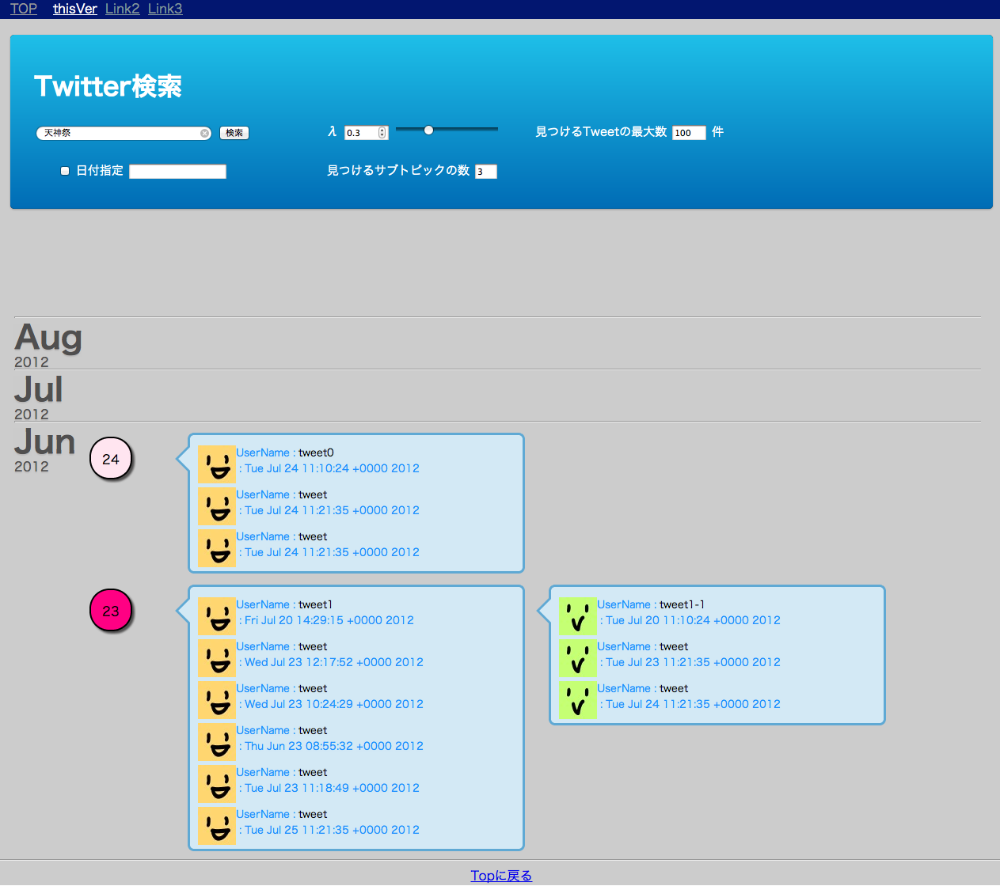 TOP thisVer Link2 Link3
Twitter検索
天神祭 検索 λ 0.3 見つけるTweetの最大数 100 件
日付指定 見つけるサブトピックの数 3
Aug
2012
Jul
2012
Jun
2012
24
UserName : tweet0
: Tue Jul 24 11:10:24 +0000 2012
UserName : tweet
: Tue Jul 24 11:21:35 +0000 2012
UserName : tweet
: Tue Jul 24 11:21:35 +0000 2012
23
UserName : tweet1
: Fri Jul 20 14:29:15 +0000 2012
UserName : tweet
: Wed Jul 23 12:17:52 +0000 2012
UserName : tweet
: Wed Jul 23 10:24:29 +0000 2012
UserName : tweet
: Thu Jun 23 08:55:32 +0000 2012
UserName : tweet
: Tue Jul 23 11:18:49 +0000 2012
UserName : tweet
: Tue Jul 25 11:21:35 +0000 2012
UserName : tweet1-1
: Tue Jul 20 11:10:24 +0000 2012
UserName : tweet
: Tue Jul 23 11:21:35 +0000 2012
UserName : tweet
: Tue Jul 24 11:21:35 +0000 2012
Topに戻る